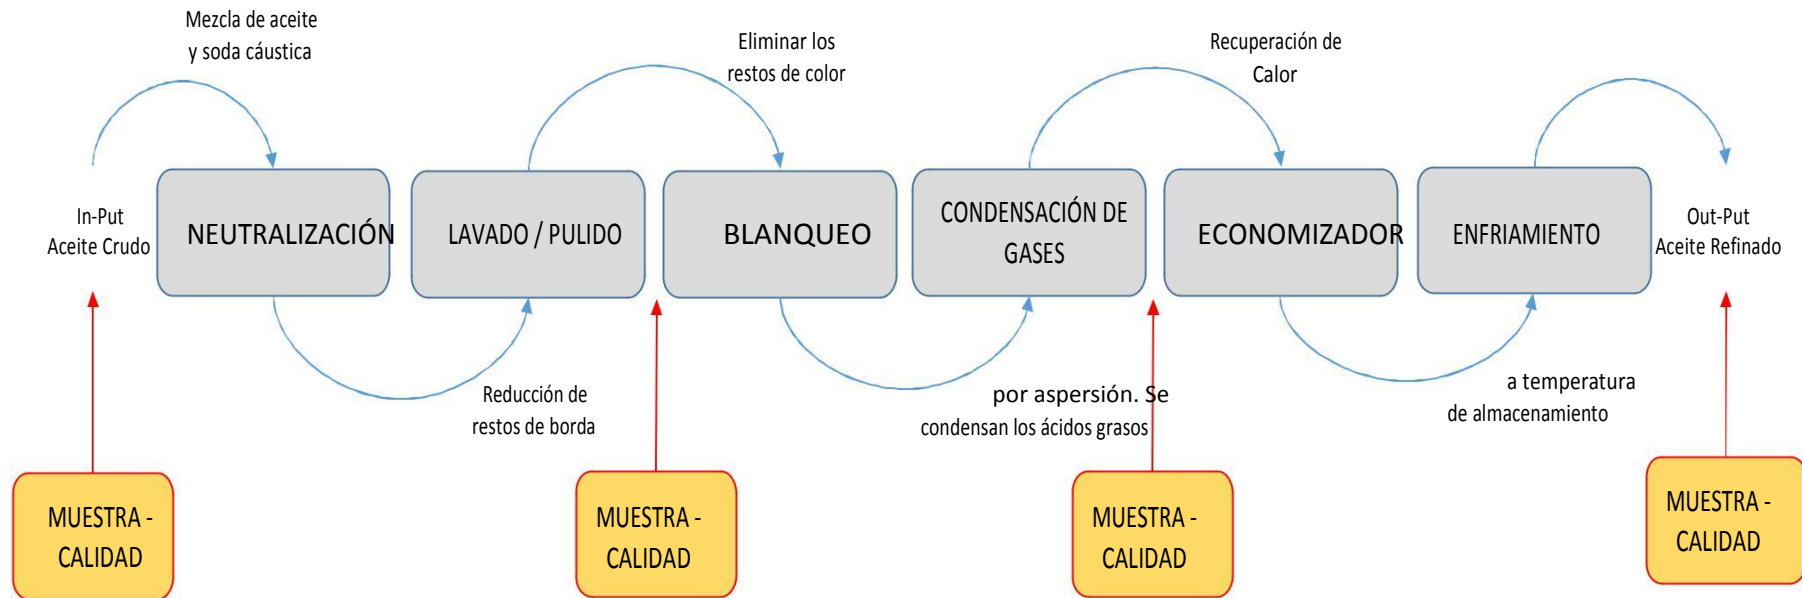 Mezcla de aceite
y soda cáustica
Eliminar los
restos de color
Recuperación de
Calor
In-Put
Aceite Crudo
NEUTRALIZACIÓN
LAVADO / PULIDO
BLANQUEO
CONDENSACIÓN DE
GASES
ECONOMIZADOR
ENFRIAMIENTO
Out-Put
Aceite Refinado
Reducción de
restos de borda
por aspersión. Se
condensan los ácidos grasos
a temperatura
de almacenamiento
MUESTRA -
CALIDAD
MUESTRA -
CALIDAD
MUESTRA -
CALIDAD
MUESTRA -
CALIDAD